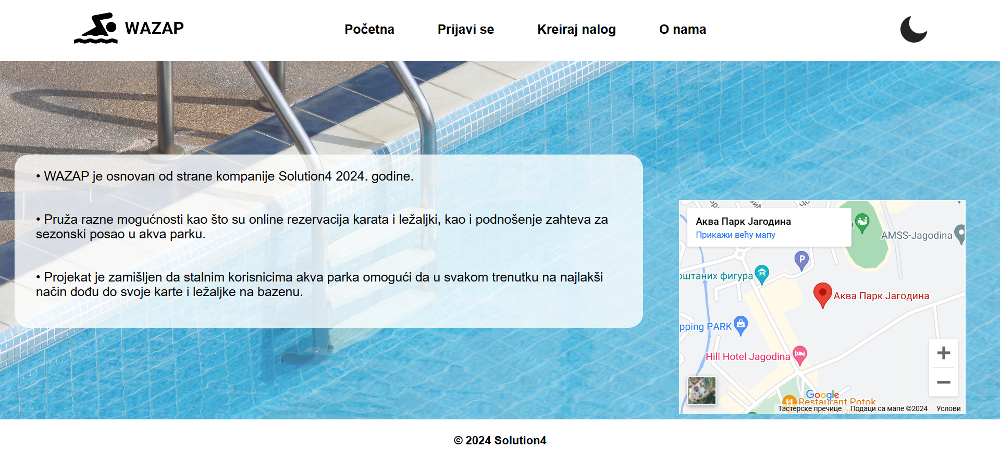 WAZAP
Početna
Prijavi se
Kreiraj nalog
O nama
• WAZAP je osnovan od strane kompanije Solution4 2024. godine.
• Pruža razne mogućnosti kao što su online rezervacija karata i ležaljki, kao i podnošenje zahteva za
sezonski posao u akva parku.
• Projekat je zamišljen da stalnim korisnicima akva parka omogući da u svakom trenutku na najlakši
način dođu do svoje karte i ležaljke na bazenu.
Аква Парк Јагодина
Прикажи већу мапу
AMSS-Jagodina
P
оштаних фигура
Аква Парк Јагодина
pping PARK
Hill Hotel Jagodina
Google
Restaurant Potok
Тастерске пречице
Подаци са мапе ©2024
Услови
© 2024 Solution4